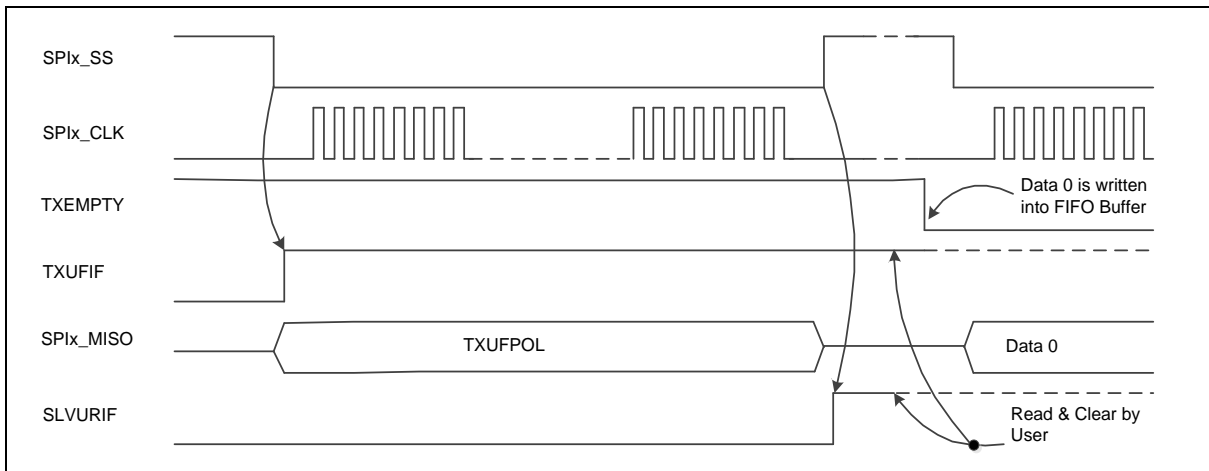 SPIx_SS
SPIx_CLK
TXEMPTY
Data 0 is written
into FIFO Buffer
TXUFIF
SPIx_MISO
TXUFPOL
Data 0
SLVURIF
Read & Clear by
User